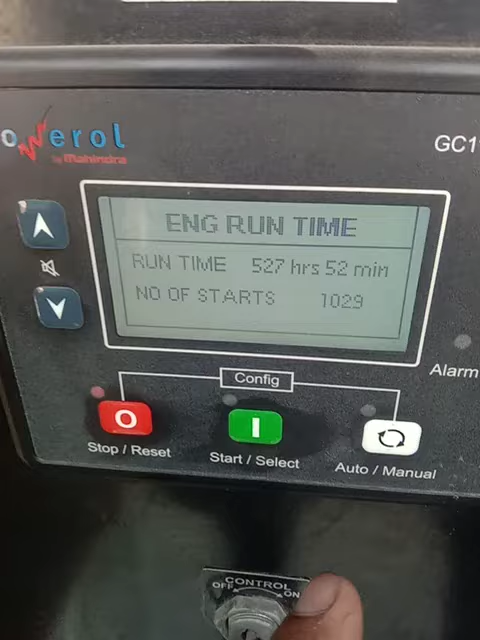 owerol
by Mahindra
GC1
ENG RUN TIME
RUN TIME 527 hrs 52 min
NO OF STARTS 1029
Alarm
Config
O
I
Stop / Reset
Start / Select
Auto / Manual
CONTROL
OFF ON